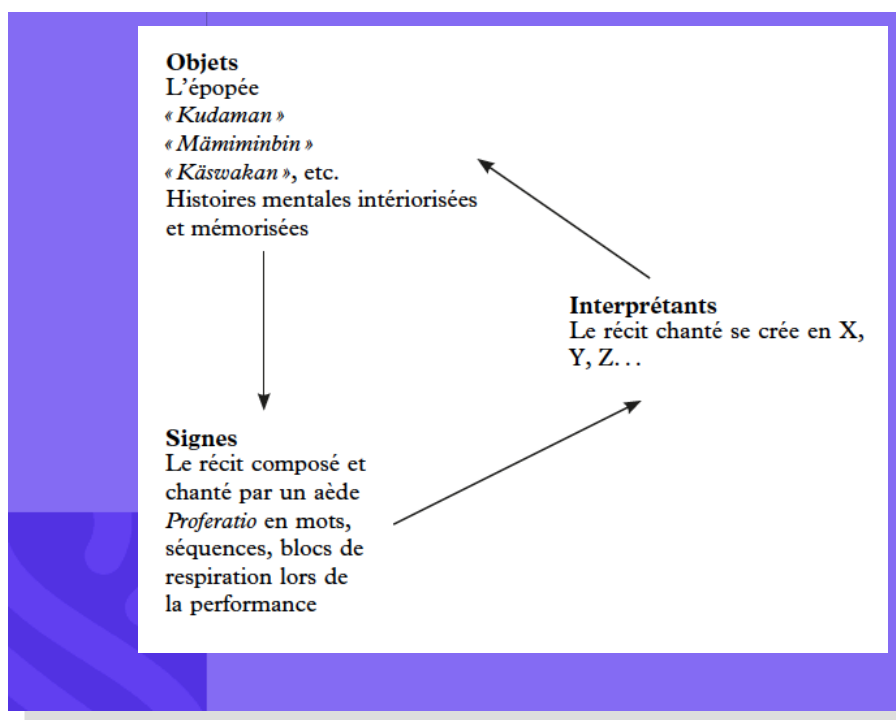 Objets
L'épopée
« Kudaman »
« Mämiminbin »
« Käswakan », etc.
Histoires mentales intériorisées
et mémorisées
Interprétants
Le récit chanté se crée en X,
Y, Z...
Signes
Le récit composé et
chanté par un aède
Proferatio en mots,
séquences, blocs de
respiration lors de
la performance